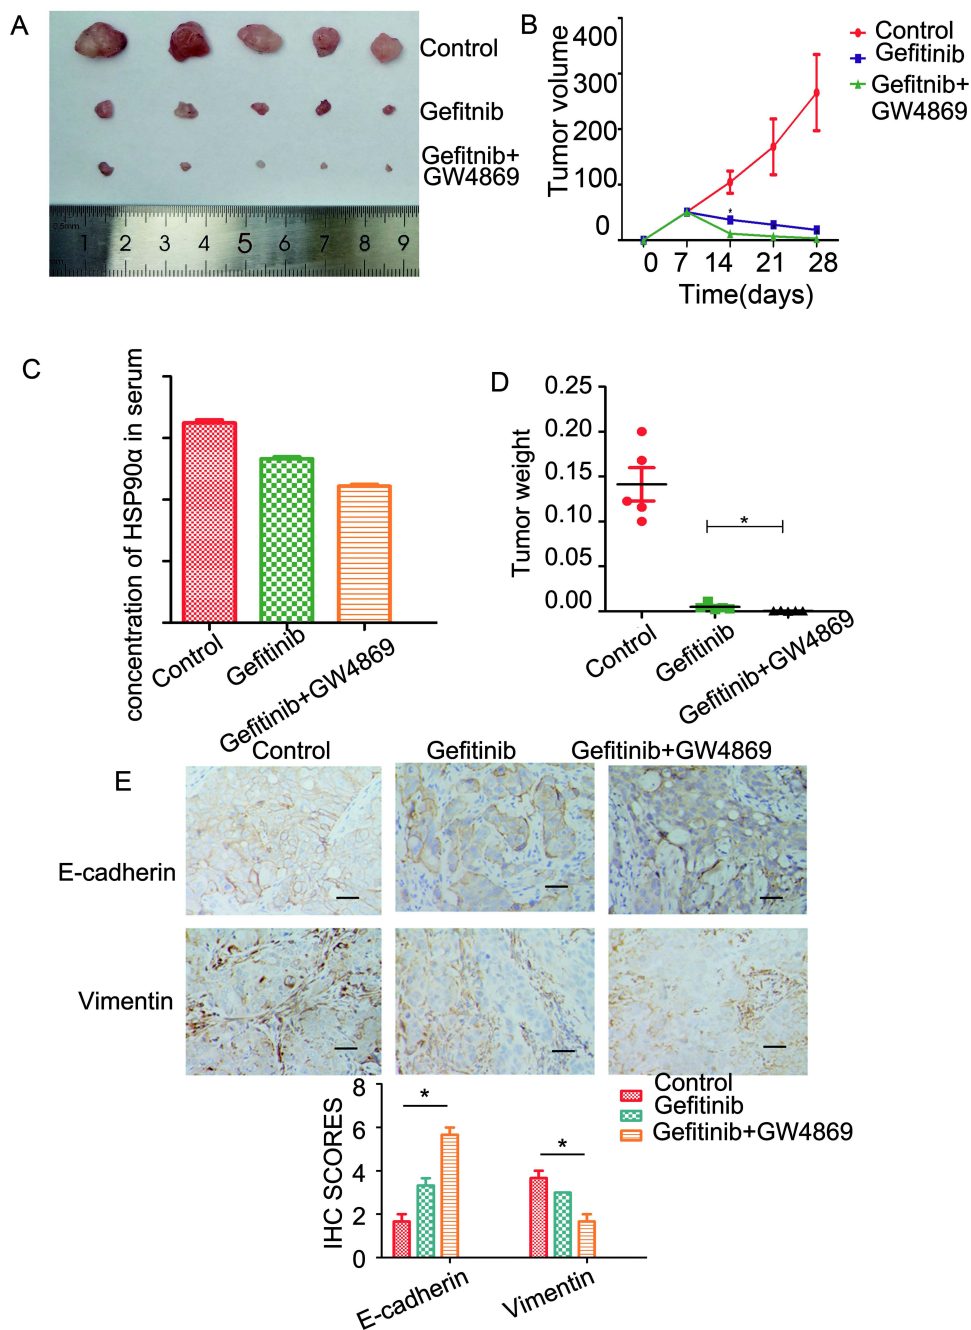 A
Control
Gefitnib
Gefitnib+
GW4869
0.5mm
1 2 3 4 5 6 7 8 9
B
Tumor volume
400
300
200
100
0
0 7 14 21 28
Time(days)
*
Control
Gefitinib
Gefitnib+
GW4869
C
concentration of HSP90α in serum
Control
Gefitinib
Gefitinib+GW4869
D
Tumor weight
0.25
0.20
0.15
0.10
0.05
0.00
*
Control
Gefitinib
Gefitinib+GW4869
E
Control Gefitinib Gefitinib+GW4869
E-cadherin
Vimentin
IHC SCORES
8
6
4
2
0
*
*
E-cadherin
Vimentin
Control
Gefitinib
Gefitinib+GW4869